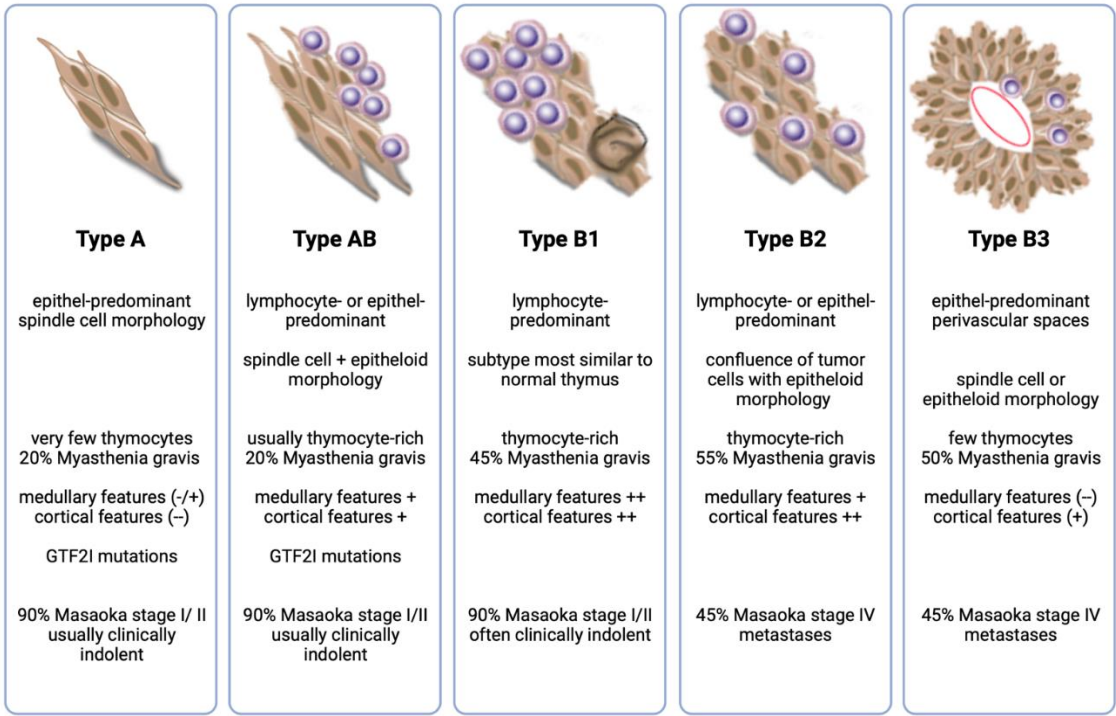 Type A
epithel-predominant
spindle cell morphology
very few thymocytes
20% Myasthenia gravis
medullary features (-/+)
cortical features (--)
GTF2I mutations
90% Masaoka stage I/ II
usually clinically
indolent
Type AB
lymphocyte- or epithel-
predominant
spindle cell + epitheloid
morphology
usually thymocyte-rich
20% Myasthenia gravis
medullary features +
cortical features +
GTF2I mutations
90% Masaoka stage I/II
usually clinically
indolent
Type B1
lymphocyte-
predominant
subtype most similar to
normal thymus
thymocyte-rich
45% Myasthenia gravis
medullary features ++
cortical features ++
90% Masaoka stage I/II
often clinically indolent
Type B2
lymphocyte- or epithel-
predominant
confluence of tumor
cells with epitheloid
morphology
thymocyte-rich
55% Myasthenia gravis
medullary features +
cortical features ++
45% Masaoka stage IV
metastases
Type B3
epithel-predominant
perivascular spaces
spindle cell or
epitheloid morphology
few thymocytes
50% Myasthenia gravis
medullary features (--)
cortical features (+)
45% Masaoka stage IV
metastases